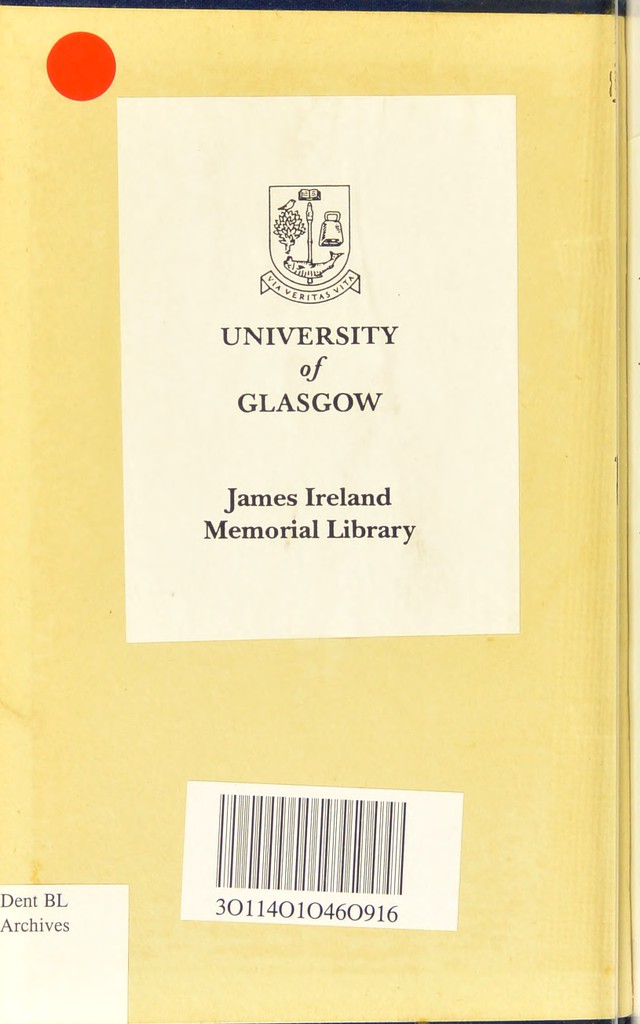 VIA VERITAS VITA
UNIVERSITY
of
GLASGOW
James Ireland
Memorial Library
30114010460916
Dent BL
Archives